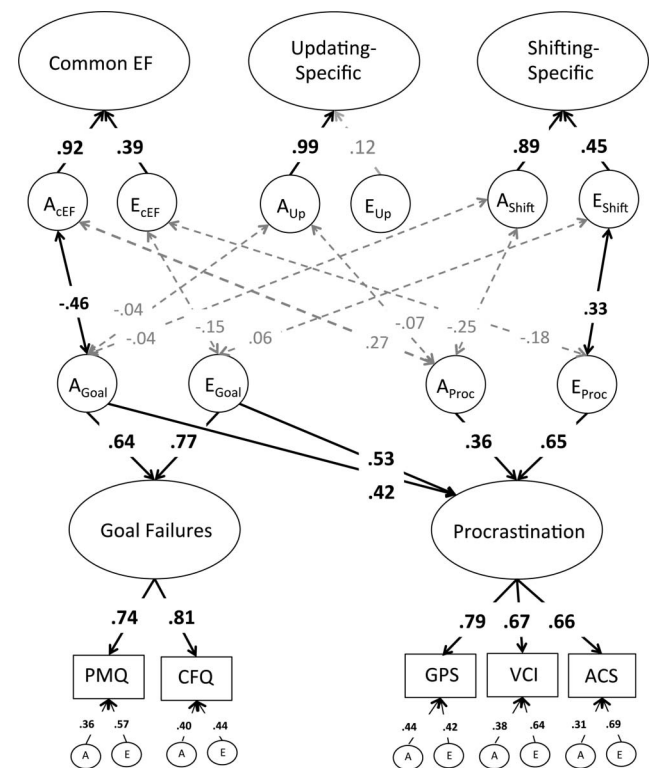 Common EF
Updating-
Specific
Shifting-
Specific
.92 .39 .99 .12 .89 .45
AcEF EcEF AUp EUp AShift EShift
-.46 -.04 -.04 -.15 .06 .27 -.07 -.25 -.18 .33
AGoal EGoal AProc EProc
.64 .77 .53 .42 .36 .65
Goal Failures Procrastination
.74 .81 .79 .67 .66
PMQ CFQ GPS VCI ACS
.36 .57 .40 .44 .44 .42 .38 .64 .31 .69
A E A E A E A E A E